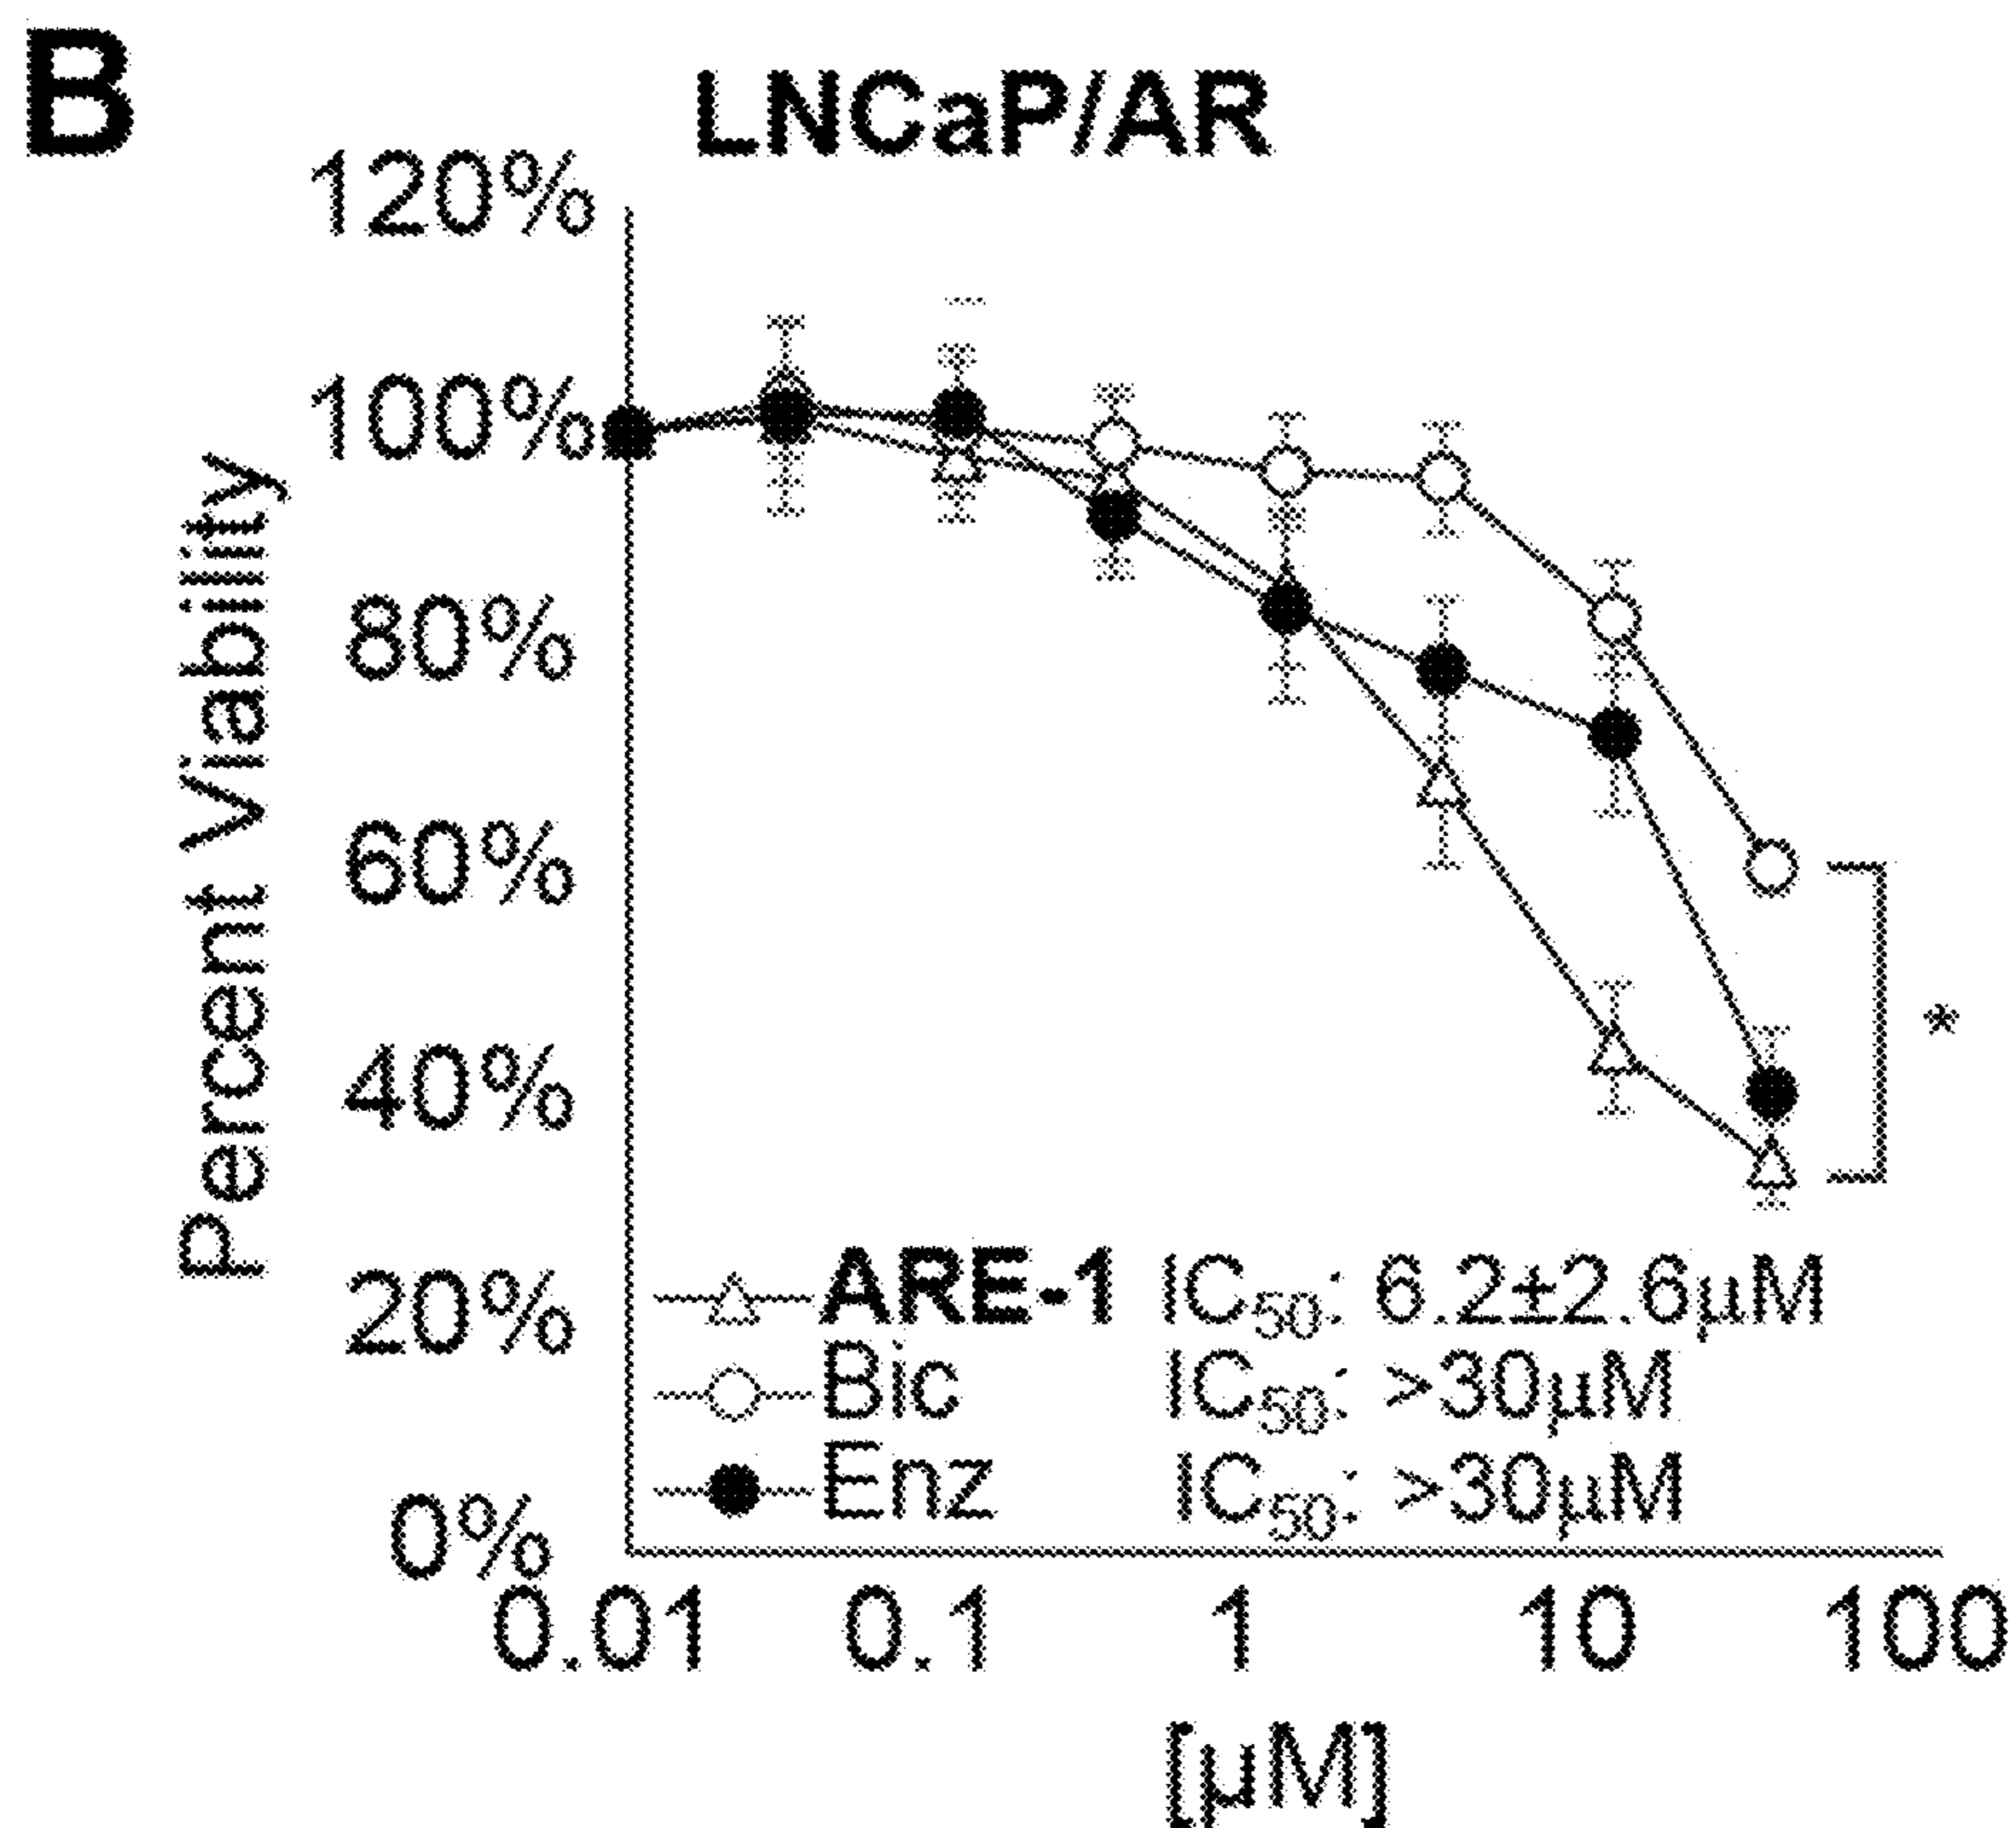 B
LNCaP/AR
Percent Viability
120%
100%
80%
60%
40%
20%
0%
*
ARE-1 IC50: 6.2±2.6µM
Bic IC50: >30µM
Enz IC50: >30µM
0.01 0.1 1 10 100
[µM]